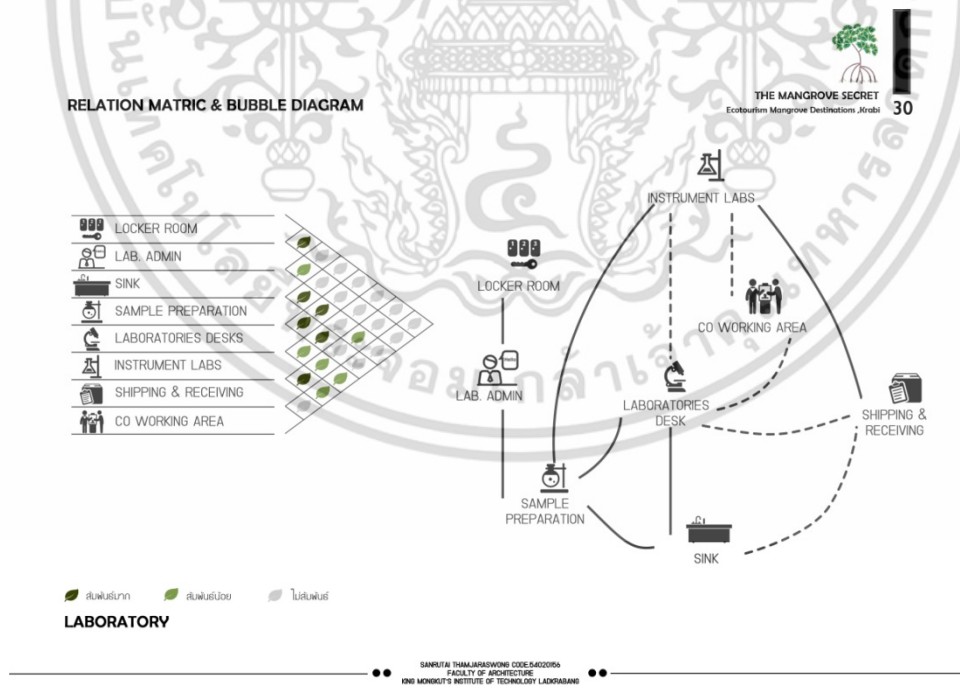 THE MANGROVE SECRET
Ecotourism Mangrove Destinations ,Krabi
30
RELATION MATRIC & BUBBLE DIAGRAM
LOCKER ROOM
LAB. ADMIN
SINK
SAMPLE PREPARATION
LABORATORIES DESKS
INSTRUMENT LABS
SHIPPING & RECEIVING
CO WORKING AREA
INSTRUMENT LABS
1 2 3
LOCKER ROOM
CO WORKING AREA
LAB. ADMIN
LABORATORIES
DESK
SHIPPING &
RECEIVING
SAMPLE
PREPARATION
SINK
สัมพันธ์มาก
สัมพันธ์น้อย
ไม่สัมพันธ์
LABORATORY
SANRUTAI THAMJARASWONG CODE.54020156
FACULTY OF ARCHITECTURE
KING MONGKUT'S INSTITUTE OF TECHNOLOGY LADKRABANG